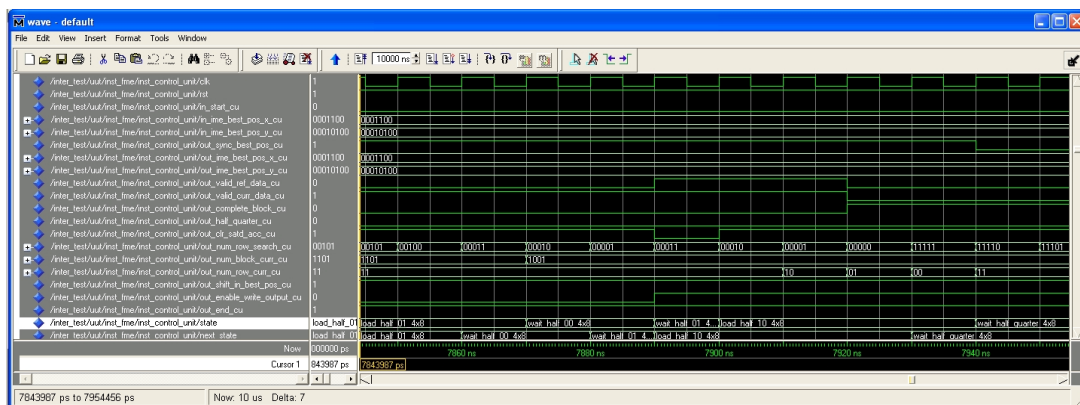 wave - default
File Edit View Insert Format Tools Window
10000 ns
/inter_test/uut/inst_fme/inst_control_unit/clk 1
/inter_test/uut/inst_fme/inst_control_unit/rst 1
/inter_test/uut/inst_fme/inst_control_unit/in_start_cu 0
/inter_test/uut/inst_fme/inst_control_unit/in_ime_best_pos_x_cu 0001100 0001100
/inter_test/uut/inst_fme/inst_control_unit/in_ime_best_pos_y_cu 00010100 00010100
/inter_test/uut/inst_fme/inst_control_unit/out_sync_best_pos_cu 1
/inter_test/uut/inst_fme/inst_control_unit/out_ime_best_pos_x_cu 0001100 0001100
/inter_test/uut/inst_fme/inst_control_unit/out_ime_best_pos_y_cu 00010100 00010100
/inter_test/uut/inst_fme/inst_control_unit/out_valid_ref_data_cu 0
/inter_test/uut/inst_fme/inst_control_unit/out_valid_curr_data_cu 1
/inter_test/uut/inst_fme/inst_control_unit/out_complete_block_cu 0
/inter_test/uut/inst_fme/inst_control_unit/out_half_quarter_cu 0
/inter_test/uut/inst_fme/inst_control_unit/out_clr_satd_acc_cu 1
/inter_test/uut/inst_fme/inst_control_unit/out_num_row_search_cu 00101 00101 00100 00011 00010 00001 00011 00010 00001 00000 11111 11110 11101
/inter_test/uut/inst_fme/inst_control_unit/out_num_block_curr_cu 1101 1101 1001
/inter_test/uut/inst_fme/inst_control_unit/out_num_row_curr_cu 11 11 10 01 00 11
/inter_test/uut/inst_fme/inst_control_unit/out_shift_in_best_pos_cu 1
/inter_test/uut/inst_fme/inst_control_unit/out_enable_write_output_cu 0
/inter_test/uut/inst_fme/inst_control_unit/out_end_cu 1
/inter_test/uut/inst_fme/inst_control_unit/state load_half_01 load_half_01_4x8 wait_half_00_4x8 wait_half_01_4... load_half_10_4x8 wait_half_quarter_4x8
/inter_test/uut/inst_fme/inst_control_unit/next_state load_half_01 load_half_01_4x8 wait_half_00_4x8 wait_half_01_4... load_half_10_4x8 wait_half_quarter_4x8
Now 000000 ps 7860 ns 7880 ns 7900 ns 7920 ns 7940 ns
Cursor 1 843987 ps 7843987 ps
7843987 ps to 7954456 ps Now: 10 us Delta: 7